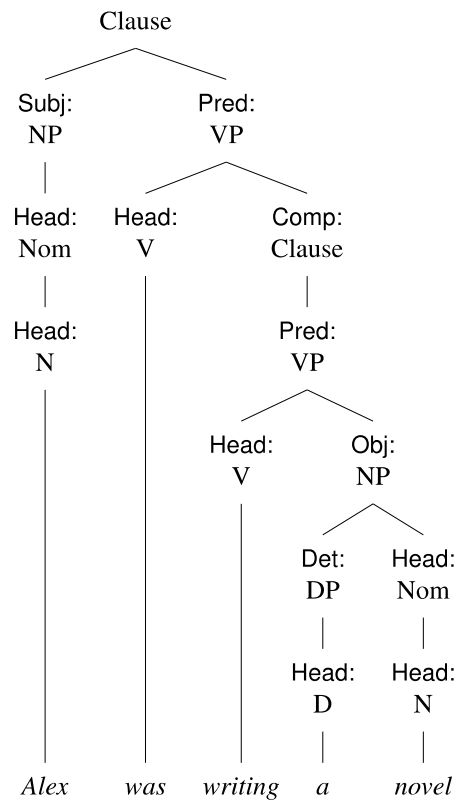 Clause
Subj: Pred:
NP VP
Head: Head: Comp:
Nom V Clause
Head: Pred:
N VP
Head: Obj:
V NP
Det: Head:
DP Nom
Head: Head:
D N
Alex was writing a novel